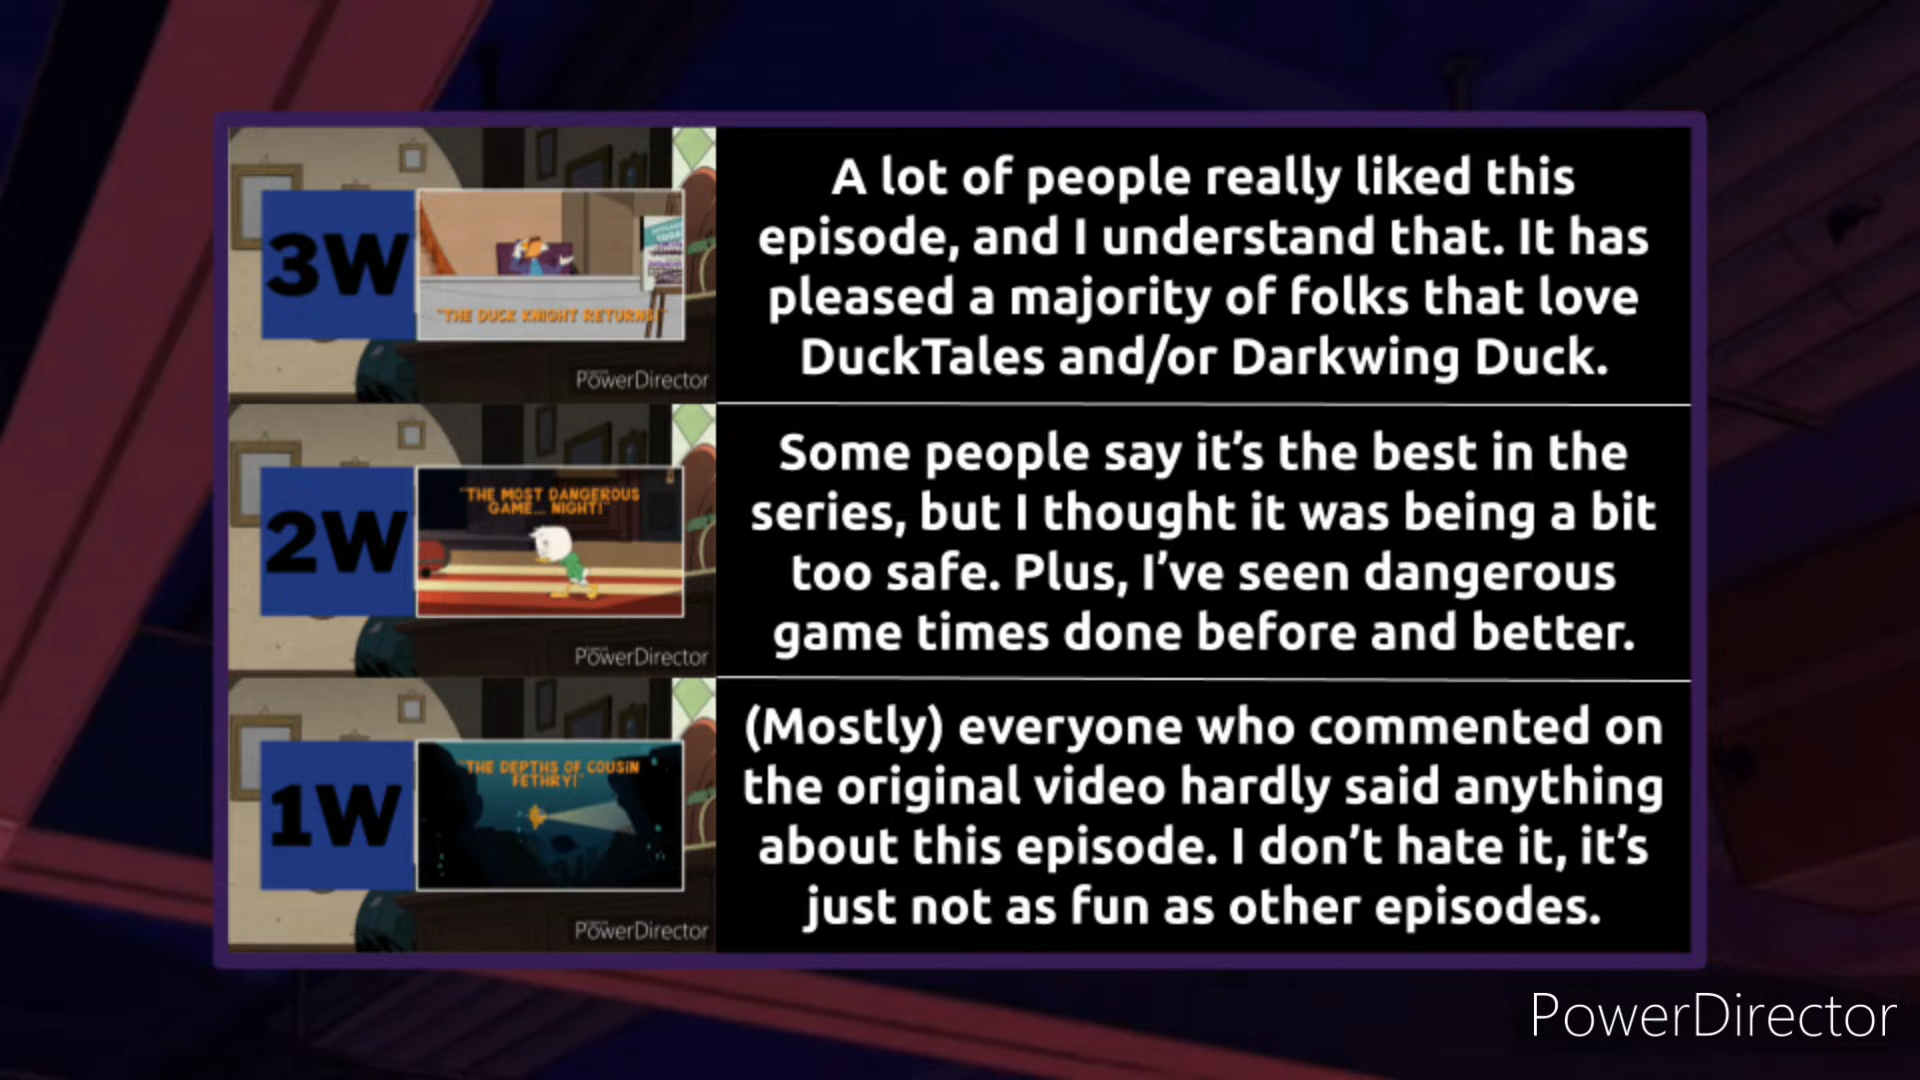 3W
"THE DUCK KNIGHT RETURNS!"
PowerDirector
A lot of people really liked this
episode, and I understand that. It has
pleased a majority of folks that love
DuckTales and/or Darkwing Duck.
2W
"THE MOST DANGEROUS
GAME... NIGHT!"
PowerDirector
Some people say it’s the best in the
series, but I thought it was being a bit
too safe. Plus, I’ve seen dangerous
game times done before and better.
1W
"THE DEPTHS OF COUSIN
FETHRY!"
PowerDirector
(Mostly) everyone who commented on
the original video hardly said anything
about this episode. I don’t hate it, it’s
just not as fun as other episodes.
PowerDirector